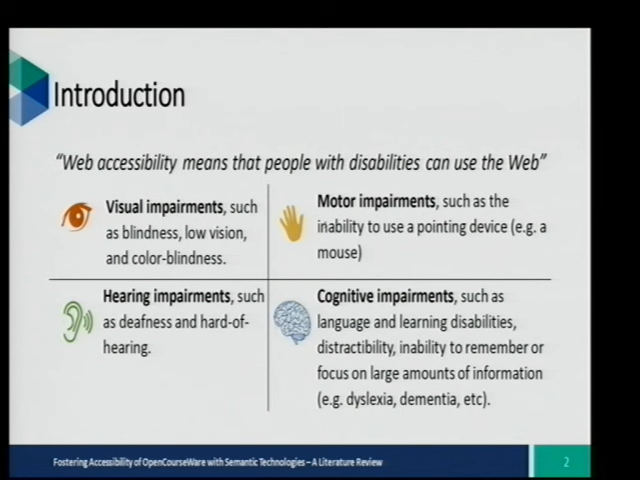 Introduction
“Web accessibility means that people with disabilities can use the Web”
Visual impairments, such
as blindness, low vision,
and color-blindness.
Motor impairments, such as the
inability to use a pointing device (e.g. a
mouse)
Hearing impairments, such
as deafness and hard-of-
hearing.
Cognitive impairments, such as
language and learning disabilities,
distractibility, inability to remember or
focus on large amounts of information
(e.g. dyslexia, dementia, etc).
Fostering Accessibility of OpenCourseWare with Semantic Technologies – A Literature Review
2